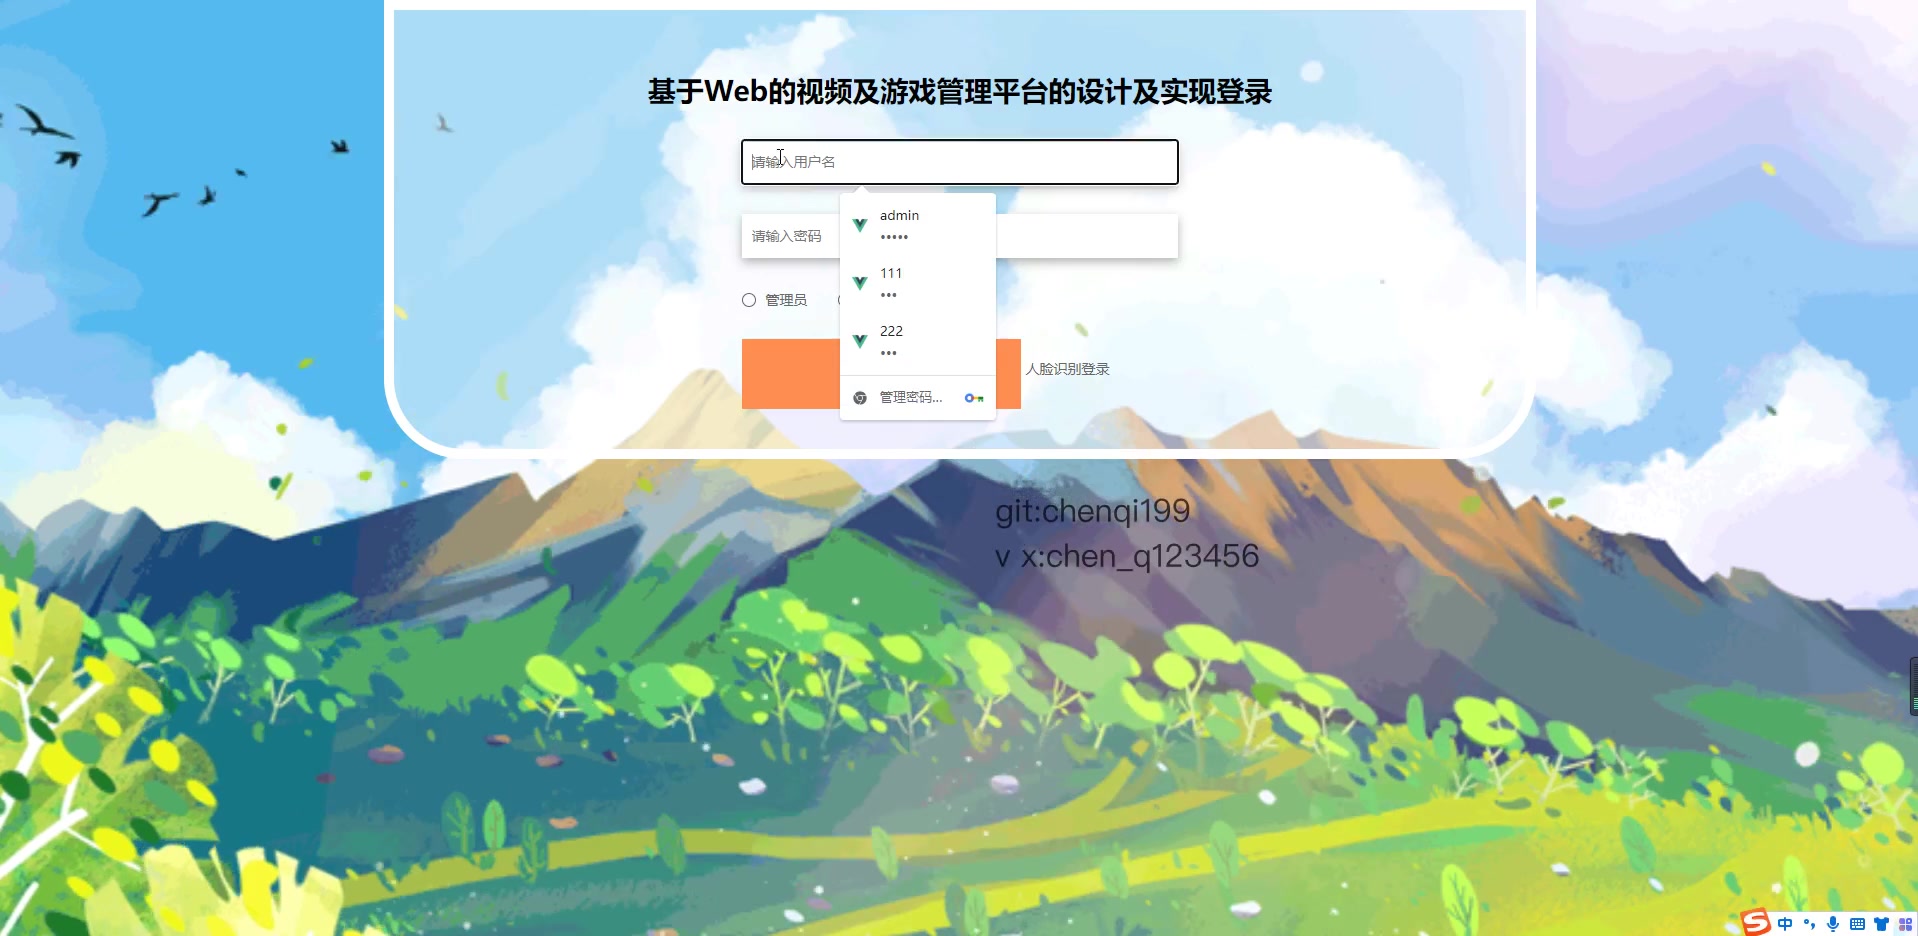 基于Web的视频及游戏管理平台的设计及实现登录
请输入用户名
admin
•••••
请输入密码
111
•••
管理员
222
•••
人脸识别登录
管理密码...
git:chenqi199
v x:chen_q123456
中